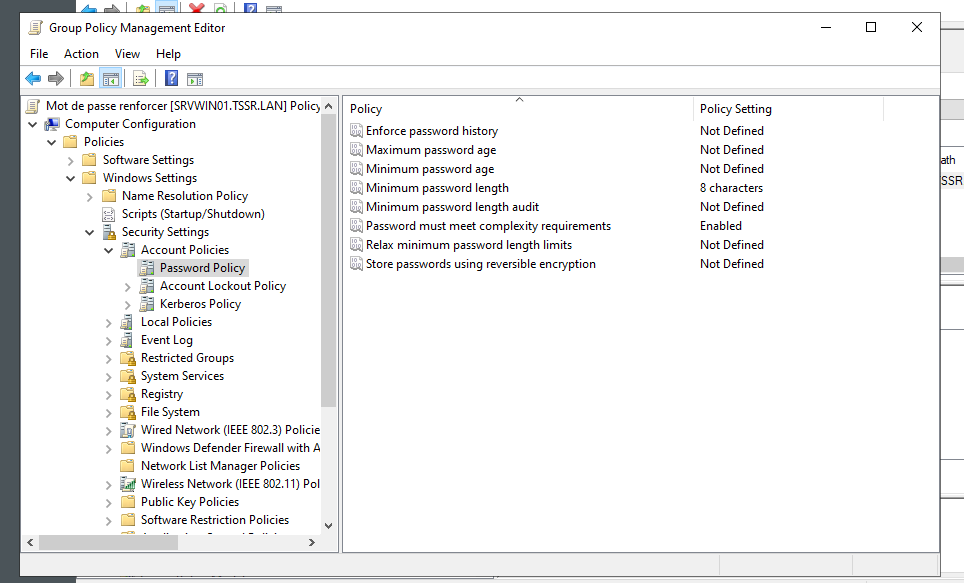 Group Policy Management Editor
File Action View Help
Mot de passe renforcer [SRVWIN01.TSSR.LAN] Policy
Computer Configuration
Policies
Software Settings
Windows Settings
Name Resolution Policy
Scripts (Startup/Shutdown)
Security Settings
Account Policies
Password Policy
Account Lockout Policy
Kerberos Policy
Local Policies
Event Log
Restricted Groups
System Services
Registry
File System
Wired Network (IEEE 802.3) Policie
Windows Defender Firewall with A
Network List Manager Policies
Wireless Network (IEEE 802.11) Pol
Public Key Policies
Software Restriction Policies
Policy Policy Setting
Enforce password history Not Defined
Maximum password age Not Defined
Minimum password age Not Defined
Minimum password length 8 characters
Minimum password length audit Not Defined
Password must meet complexity requirements Enabled
Relax minimum password length limits Not Defined
Store passwords using reversible encryption Not Defined
ath
SSR